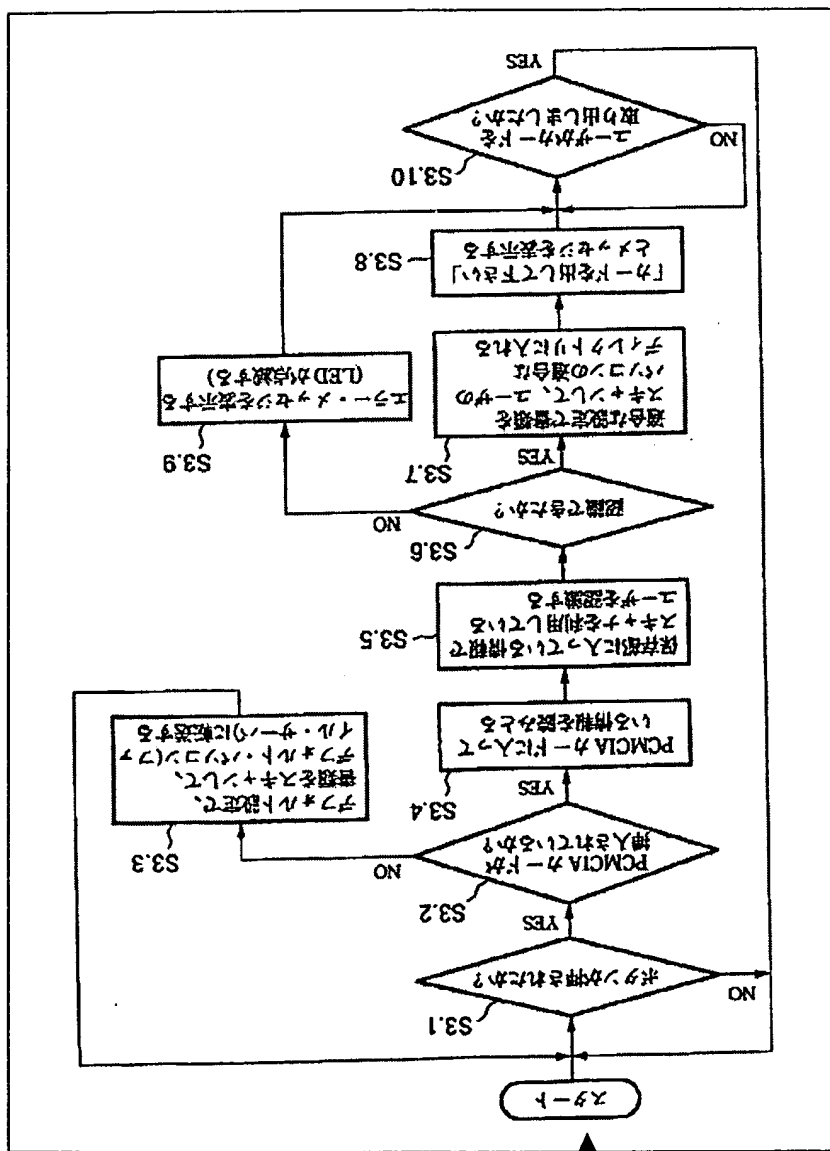 スタート
S3.1
ボタンが押されたか?
NO
YES
S3.2
PCMCIAカードが
挿入されているか?
NO
YES
S3.3
デフォルト設定で、
書類をスキャンして、
デフォルト・パソコン(ファ
イル・サーバ)に転送する
S3.4
PCMCIAカードに入って
いる情報を読みとる
S3.5
保存部に入っている情報で
スキャナを利用している
ユーザを認識する
S3.6
認識できたか?
NO
YES
S3.7
適合な設定で書類を
スキャンして、ユーザの
パソコンの適合は
ディレクトリに入れる
S3.9
エラー・メッセジを表示する
(LEDが点滅する)
S3.8
「カードを出して下さい」
とメッセジを表示する
S3.10
ユーザがカードを
取り出しましたか?
NO
YES